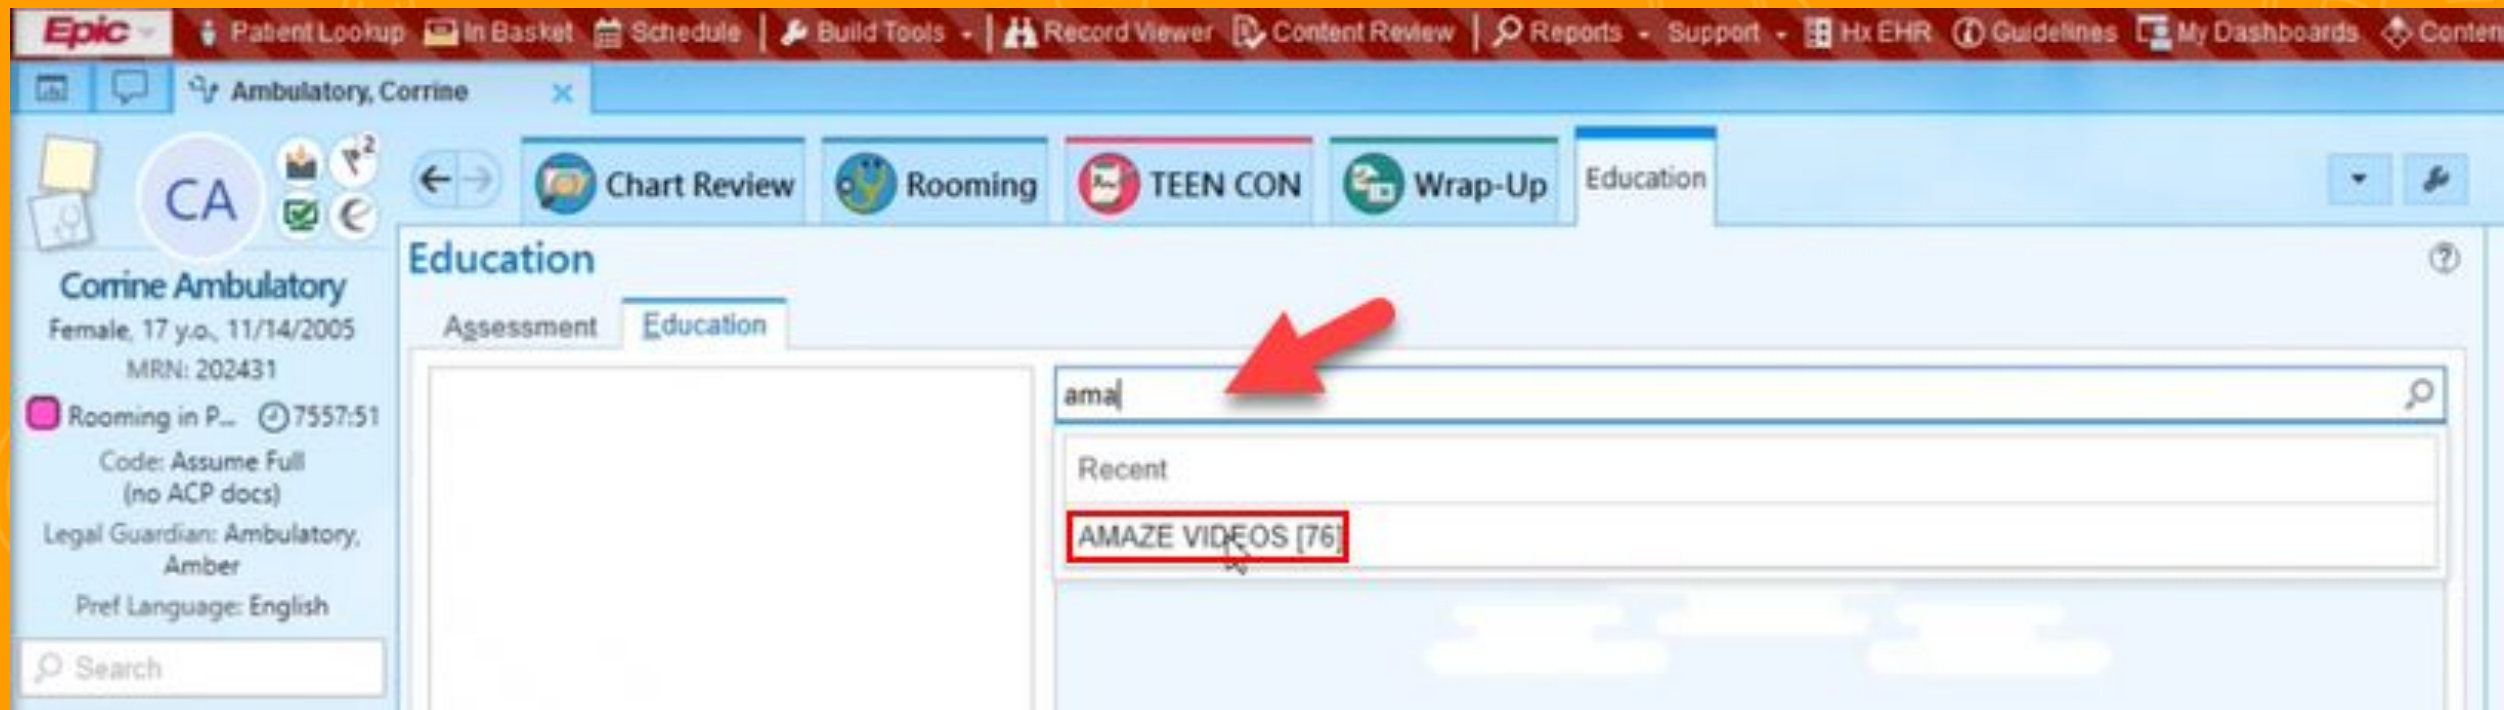 Epic Patient Lookup In Basket Schedule Build Tools Record Viewer Content Review Reports Support Hx EHR Guidelines My Dashboards Conten
Ambulatory, Corrine
CA
2
Chart Review Rooming TEEN CON Wrap-Up Education
Education
Corrine Ambulatory
Female, 17 y.o., 11/14/2005
MRN: 202431
Rooming in P... 7557:51
Code: Assume Full
(no ACP docs)
Legal Guardian: Ambulatory,
Amber
Pref Language: English
Search
Assessment Education
ama
Recent
AMAZE VIDEOS [76]